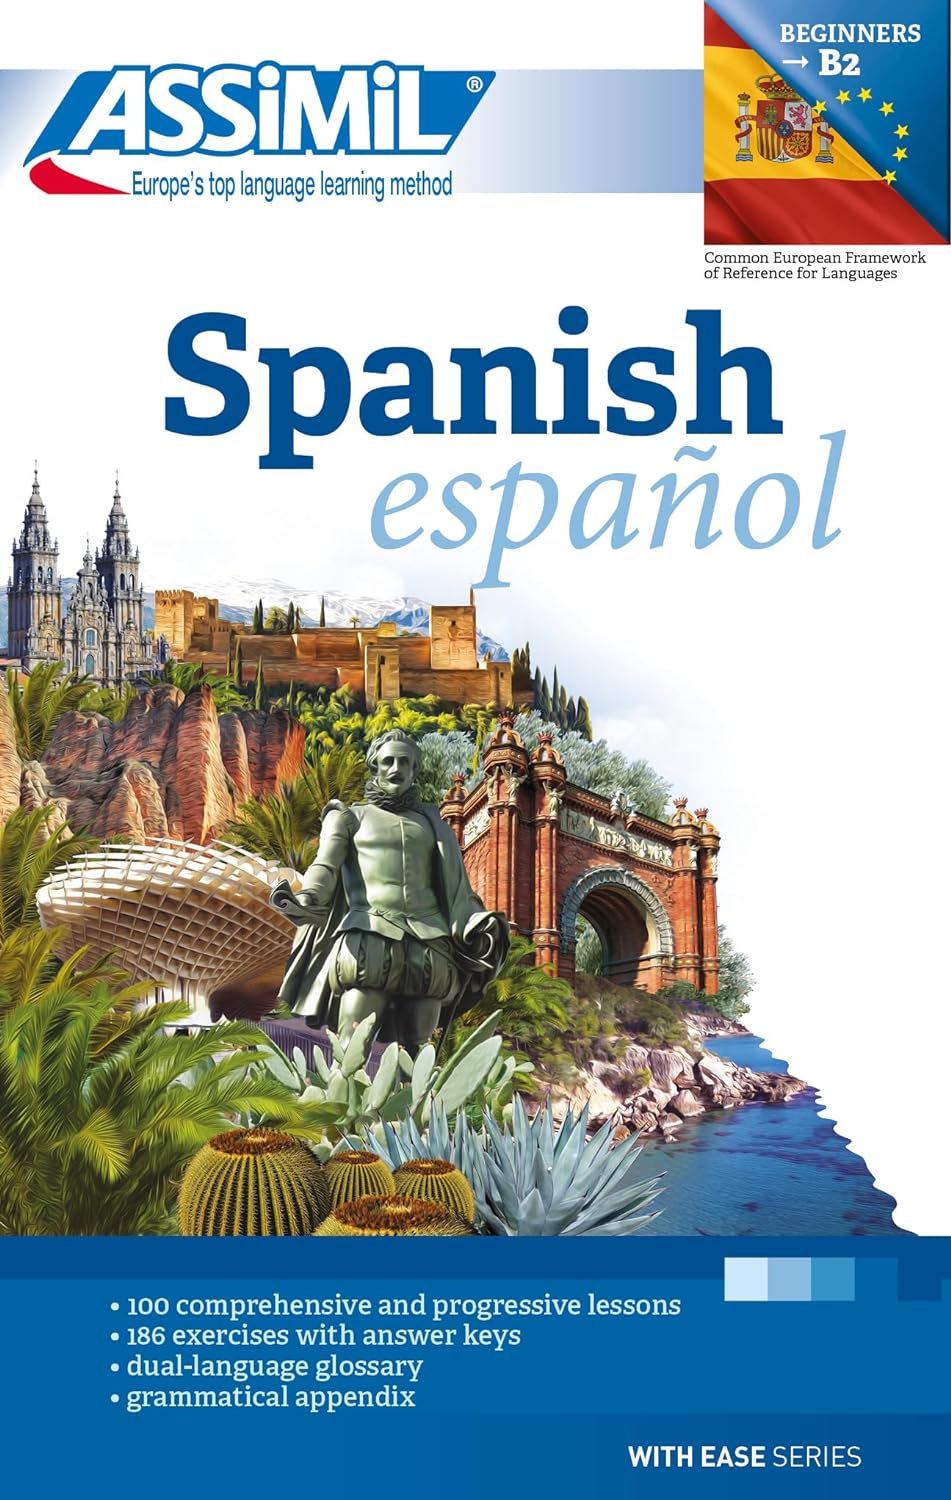 ASSiMiL®
Europe's top language learning method
BEGINNERS
→ B2
Common European Framework
of Reference for Languages
Spanish
español
• 100 comprehensive and progressive lessons
• 186 exercises with answer keys
• dual-language glossary
• grammatical appendix
WITH EASE SERIES